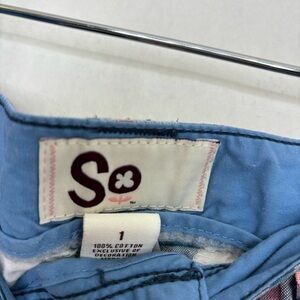 So
1
100% COTTON
EXCLUSIVE OF
DECORATION